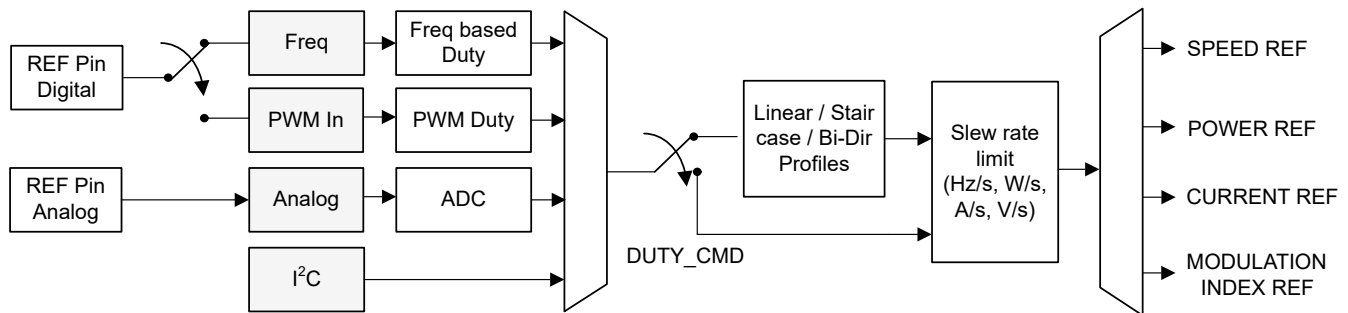 REF Pin
Digital
Freq
Freq based
Duty
PWM In
PWM Duty
REF Pin
Analog
Analog
ADC
I²C
DUTY_CMD
Linear / Stair
case / Bi-Dir
Profiles
Slew rate
limit
(Hz/s, W/s,
A/s, V/s)
SPEED REF
POWER REF
CURRENT REF
MODULATION
INDEX REF